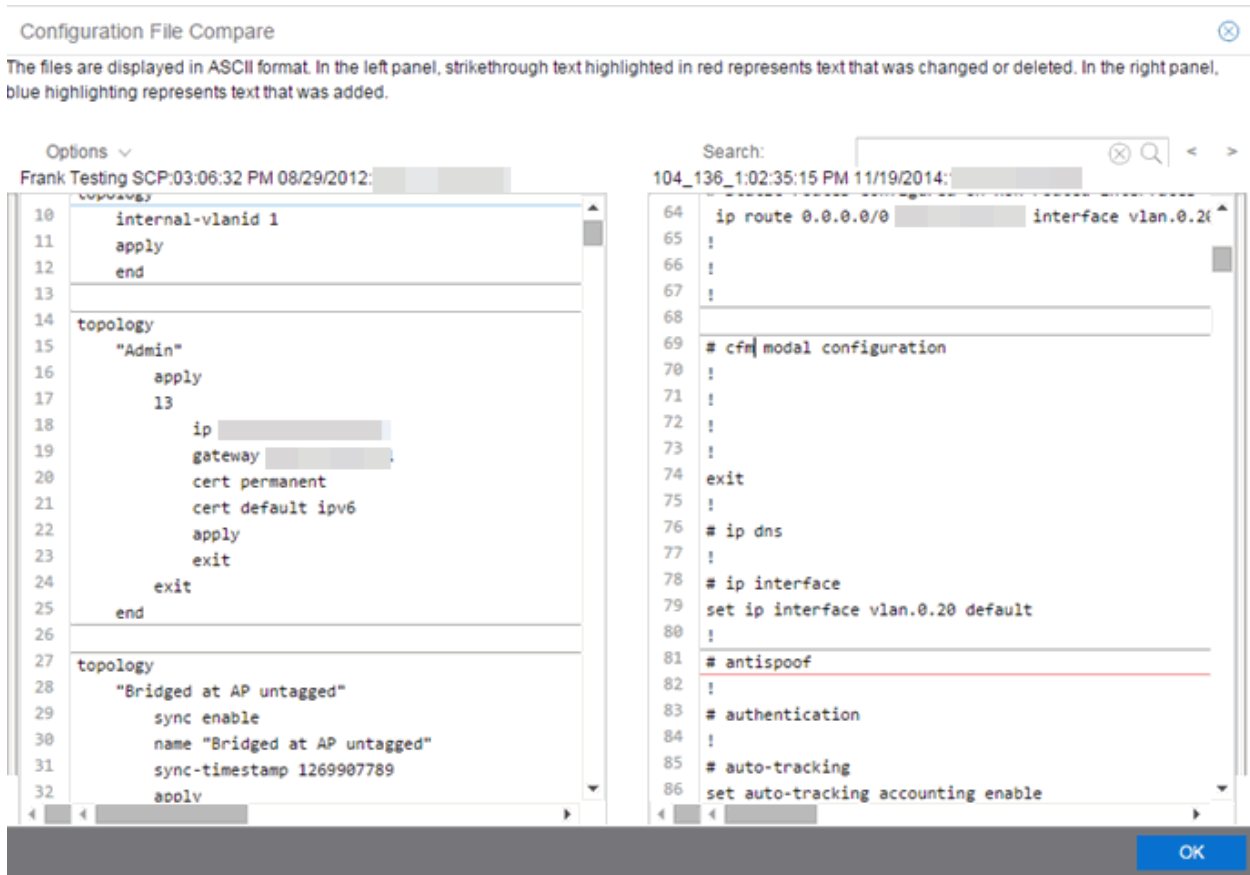 Configuration File Compare
The files are displayed in ASCII format. In the left panel, strikethrough text highlighted in red represents text that was changed or deleted. In the right panel,
blue highlighting represents text that was added.
Options
Search:
< >
Frank Testing SCP:03:06:32 PM 08/29/2012:
topology
10 internal-vlanid 1
11 apply
12 end
13
14 topology
15 "Admin"
16 apply
17 l3
18 ip
19 gateway
20 cert permanent
21 cert default ipv6
22 apply
23 exit
24 exit
25 end
26
27 topology
28 "Bridged at AP untagged"
29 sync enable
30 name "Bridged at AP untagged"
31 sync-timestamp 1269907789
32 apply
104_136_1:02:35:15 PM 11/19/2014:
# static routes configured on non routed interfaces
64 ip route 0.0.0.0/0 interface vlan.0.20
65 !
66 !
67 !
68
69 # cfm modal configuration
70 !
71 !
72 !
73 !
74 exit
75 !
76 # ip dns
77 !
78 # ip interface
79 set ip interface vlan.0.20 default
80 !
81 # antispoof
82 !
83 # authentication
84 !
85 # auto-tracking
86 set auto-tracking accounting enable
OK